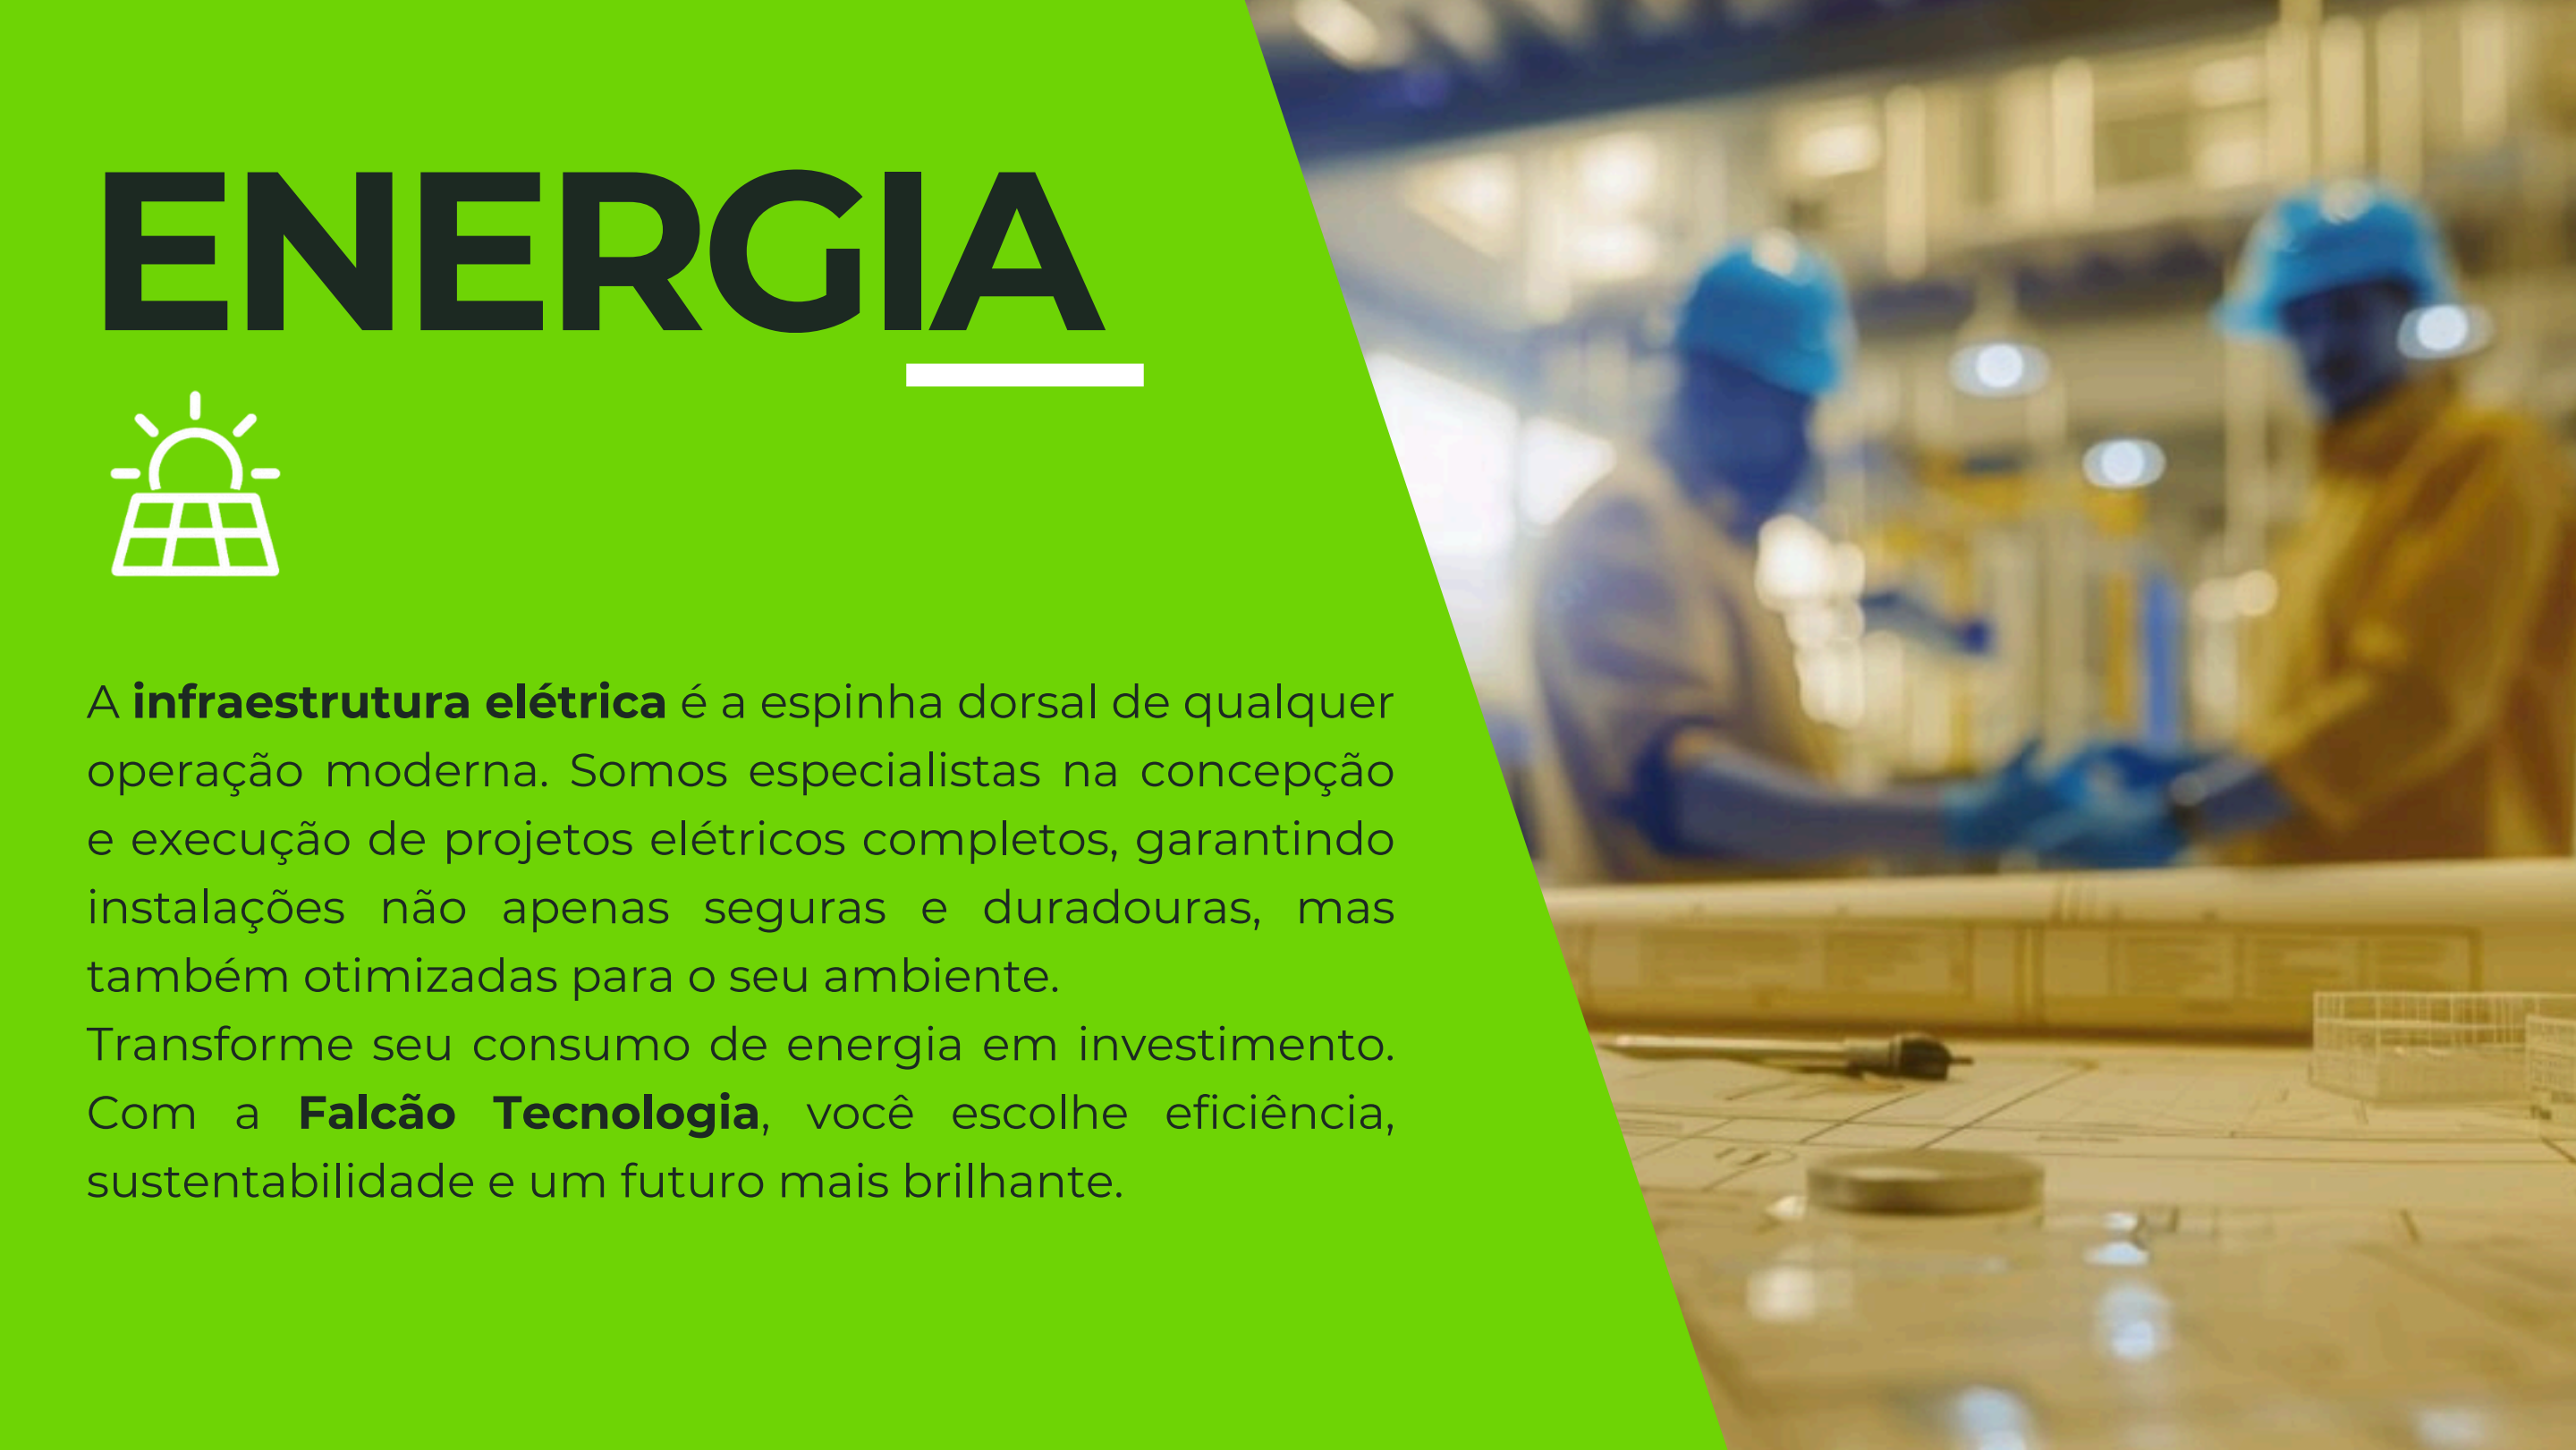 ENERGIA
A infraestrutura elétrica é a espinha dorsal de qualquer
operação moderna. Somos especialistas na concepção
e execução de projetos elétricos completos, garantindo
instalações não apenas seguras e duradouras, mas
também otimizadas para o seu ambiente.
Transforme seu consumo de energia em investimento.
Com a Falcão Tecnologia, você escolhe eficiência,
sustentabilidade e um futuro mais brilhante.